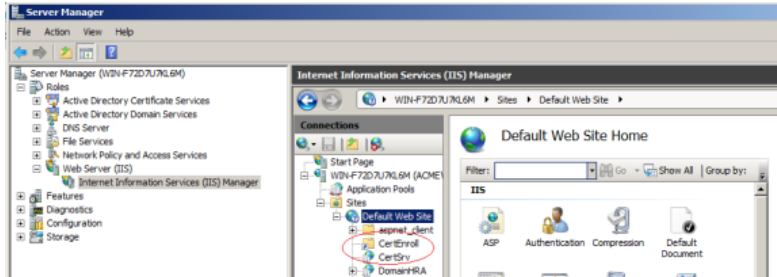 Server Manager
File Action View Help
Server Manager (WIN-F72D7U7KL6M)
Roles
Active Directory Certificate Services
Active Directory Domain Services
DNS Server
File Services
Network Policy and Access Services
Web Server (IIS)
Internet Information Services (IIS) Manager
Features
Diagnostics
Configuration
Storage
Internet Information Services (IIS) Manager
WIN-F72D7U7KL6M Sites Default Web Site
Connections
Start Page
WIN-F72D7U7KL6M (ACME\
Application Pools
Sites
Default Web Site
aspnet_client
CertEnroll
CertSrv
DomainHRA
Default Web Site Home
Filter: Go Show All Group by:
IIS
ASP Authentication Compression Default
Document